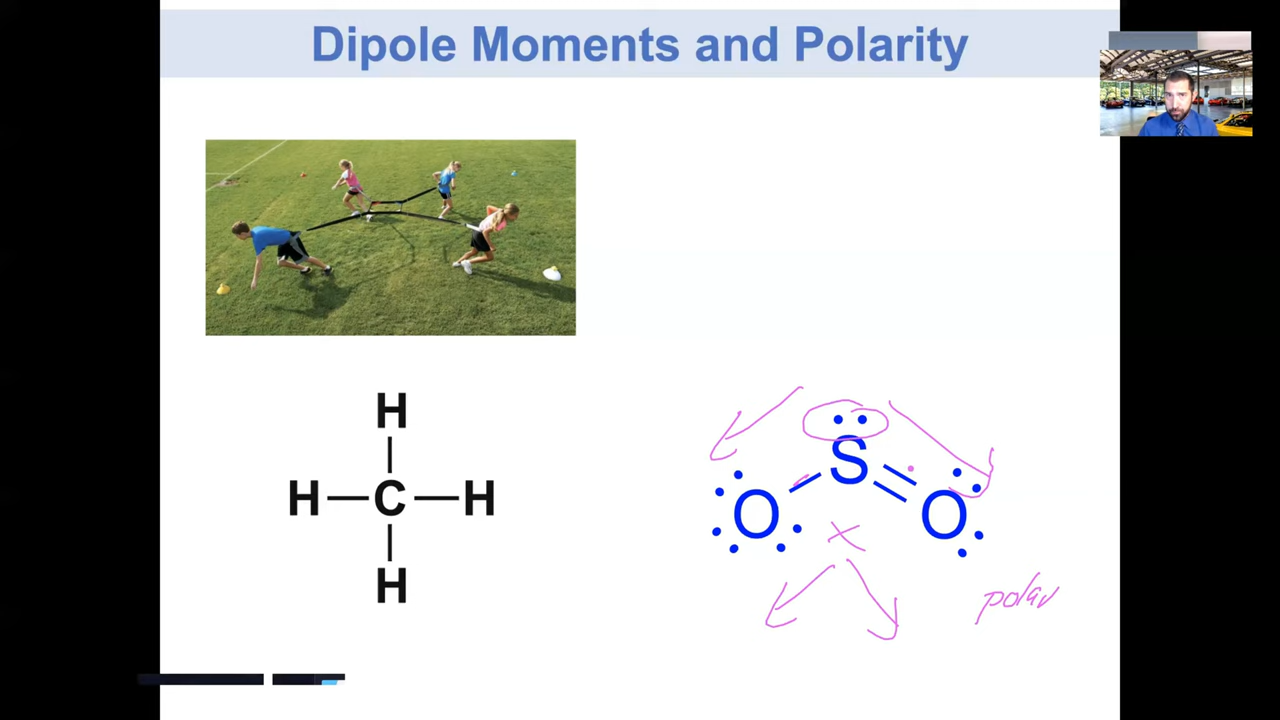 Dipole Moments and Polarity
H
H C H
H
S
O O
polar